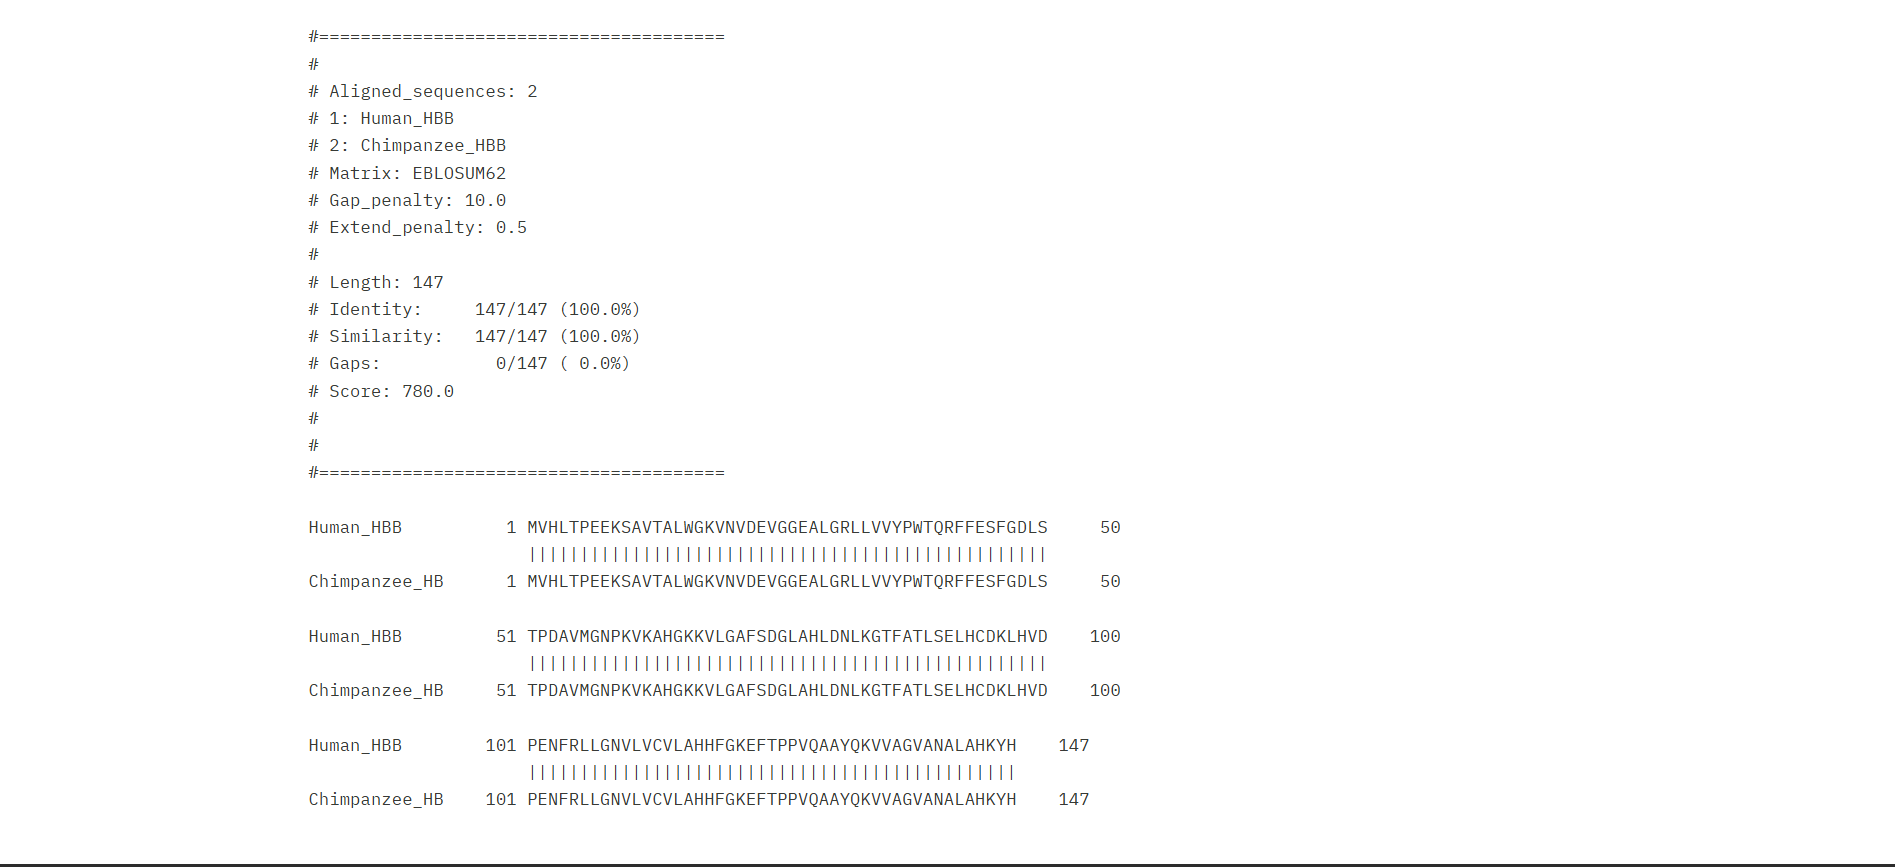 #=======================================
#
# Aligned_sequences: 2
# 1: Human_HBB
# 2: Chimpanzee_HBB
# Matrix: EBLOSUM62
# Gap_penalty: 10.0
# Extend_penalty: 0.5
#
# Length: 147
# Identity:     147/147 (100.0%)
# Similarity:   147/147 (100.0%)
# Gaps:           0/147 ( 0.0%)
# Score: 780.0
#
#
#=======================================
Human_HBB          1 MVHLTPEEKSAVTALWGKVNVDEVGGEALGRLLVVYPWTQRFFESFGDLS     50
                     ||||||||||||||||||||||||||||||||||||||||||||||||||
Chimpanzee_HB      1 MVHLTPEEKSAVTALWGKVNVDEVGGEALGRLLVVYPWTQRFFESFGDLS     50
Human_HBB         51 TPDAVMGNPKVKAHGKKVLGAFSDGLAHLDNLKGTFATLSELHCDKLHVD    100
                     ||||||||||||||||||||||||||||||||||||||||||||||||||
Chimpanzee_HB     51 TPDAVMGNPKVKAHGKKVLGAFSDGLAHLDNLKGTFATLSELHCDKLHVD    100
Human_HBB        101 PENFRLLGNVLVCVLAHHFGKEFTPPVQAAYQKVVAGVANALAHKYH    147
                     |||||||||||||||||||||||||||||||||||||||||||||||
Chimpanzee_HB    101 PENFRLLGNVLVCVLAHHFGKEFTPPVQAAYQKVVAGVANALAHKYH    147